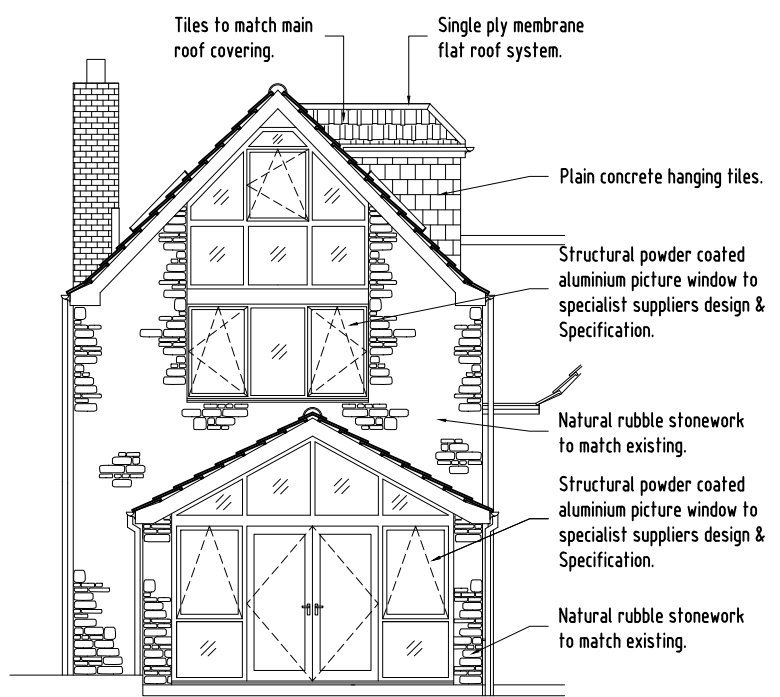 Tiles to match main
roof covering.
Single ply membrane
flat roof system.
Plain concrete hanging tiles.
Structural powder coated
aluminium picture window to
specialist suppliers design &
Specification.
Natural rubble stonework
to match existing.
Structural powder coated
aluminium picture window to
specialist suppliers design &
Specification.
Natural rubble stonework
to match existing.